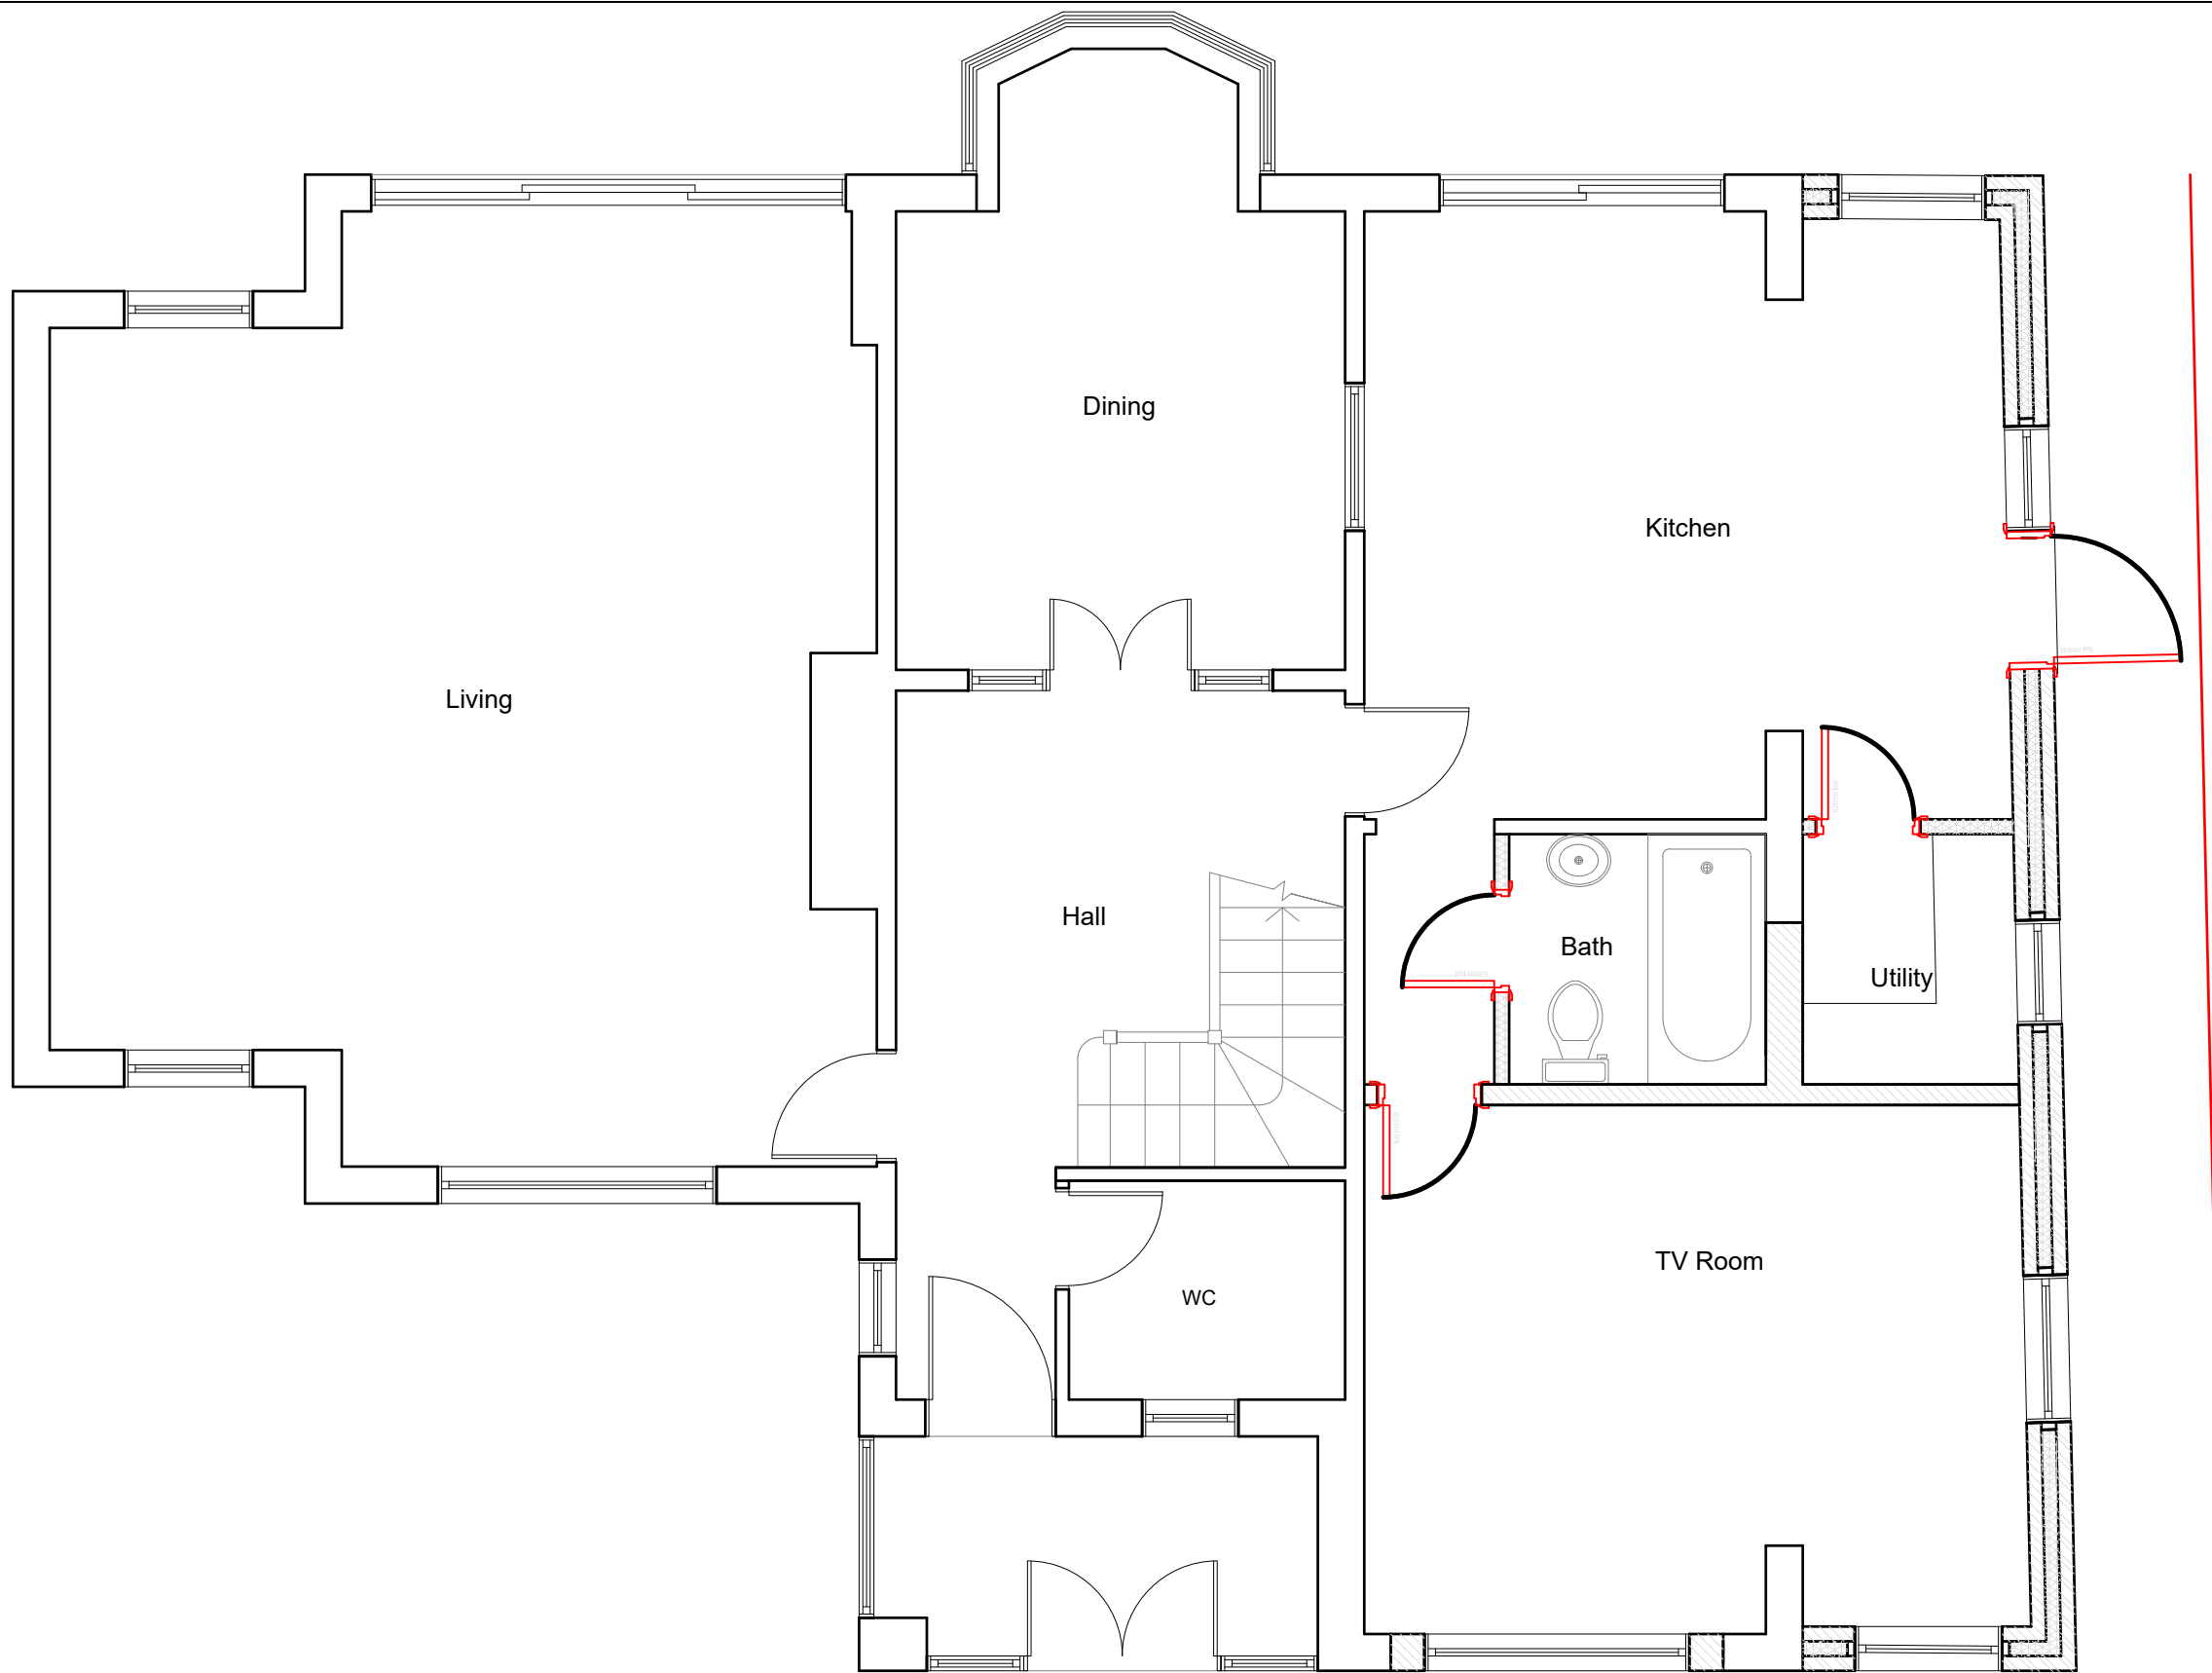 Dining
Kitchen
Living
Hall
Bath
Utility
TV Room
WC